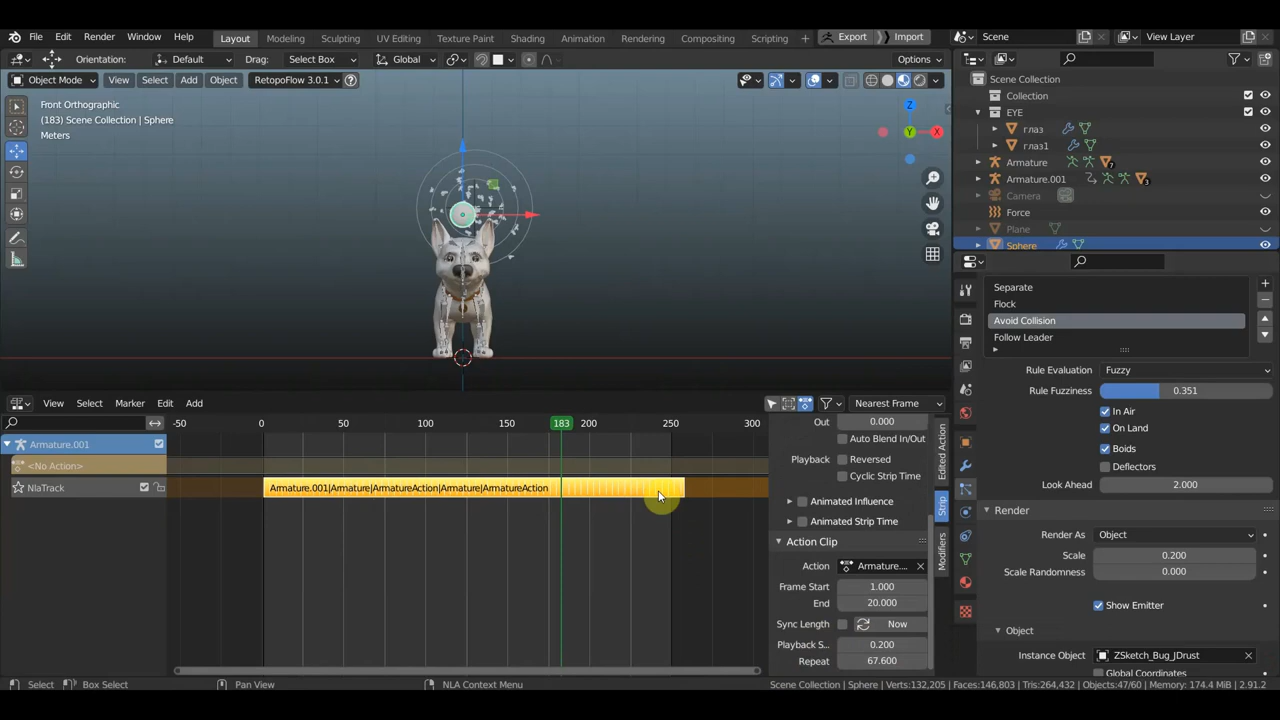 File Edit Render Window Help Layout Modeling Sculpting UV Editing Texture Paint Shading Animation Rendering Compositing Scripting + Export Import Scene View Layer
Orientation: Default Drag: Select Box Global Options
Object Mode View Select Add Object RetopoFlow 3.0.1
Front Orthographic
(183) Scene Collection | Sphere
Meters
Z
Y
X
Scene Collection
Collection
EYE
глаз
глаз1
Armature 7
Armature.001 3
Camera
Force
Plane
Sphere
Separate
Flock
Avoid Collision
Follow Leader
Rule Evaluation Fuzzy
Rule Fuzziness 0.351
In Air
On Land
Boids
Deflectors
Look Ahead 2.000
Render
Render As Object
Scale 0.200
Scale Randomness 0.000
Show Emitter
Object
Instance Object ZSketch_Bug_JDrust
Global Coordinates
View Select Marker Edit Add Nearest Frame
-50 0 50 100 183 200 250 300
Armature.001
<No Action>
NlaTrack
Armature.001|Armature|ArmatureAction|Armature|ArmatureAction
Out 0.000
Auto Blend In/Out
Playback Reversed
Cyclic Strip Time
Animated Influence
Animated Strip Time
Action Clip
Action Armature....
Frame Start 1.000
End 20.000
Sync Length Now
Playback S... 0.200
Repeat 67.600
Edited Action
Strip
Modifiers
Select Box Select Pan View NLA Context Menu Scene Collection | Sphere | Verts:132,205 | Faces:146,803 | Tris:264,432 | Objects:47/60 | Memory: 174.4 MiB | 2.91.2